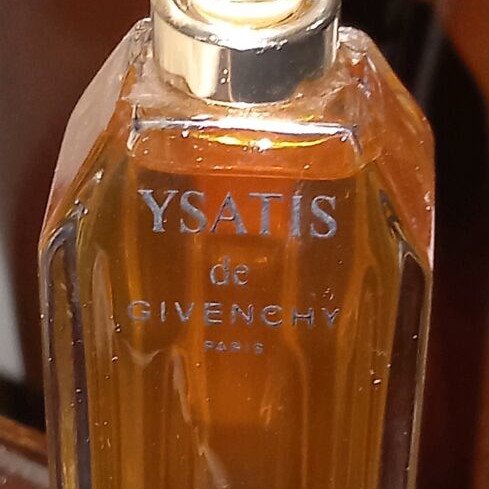 YSATIS
de
GIVENCHY
PARIS